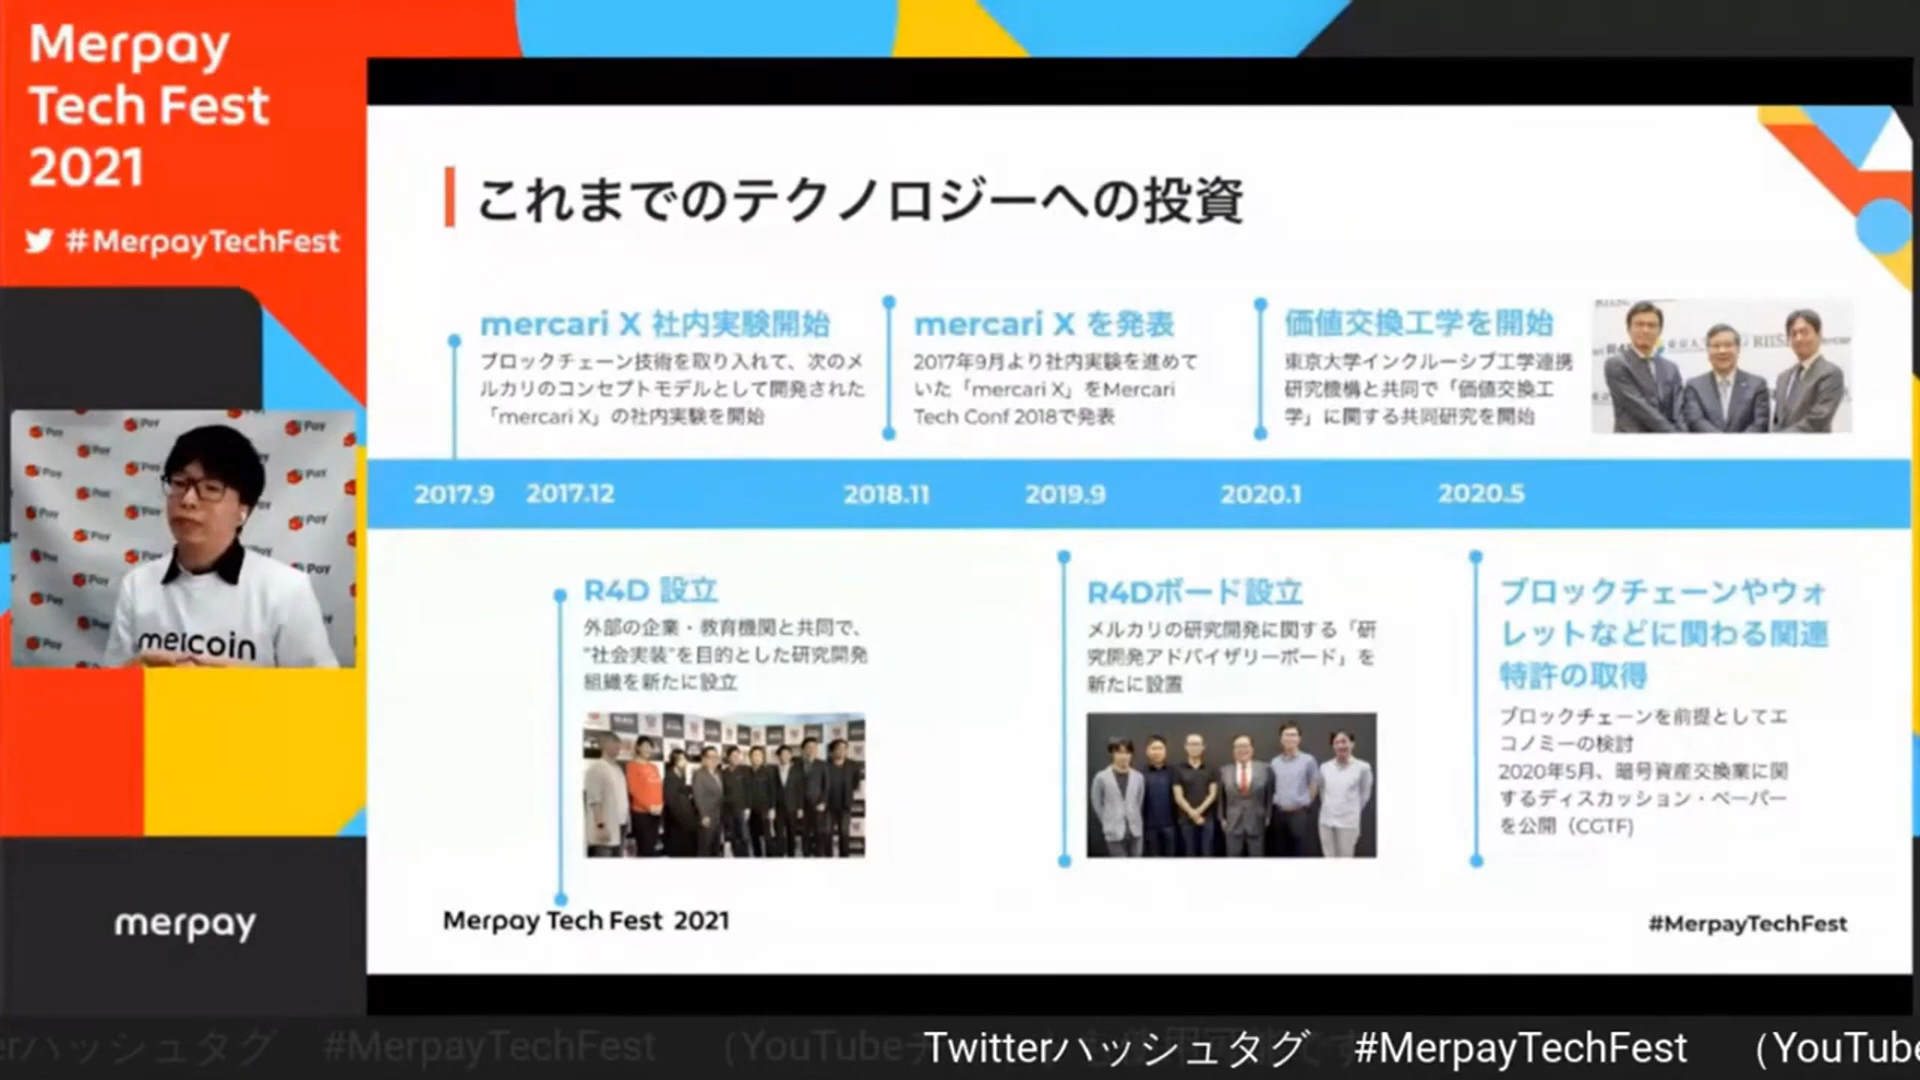 Merpay
Tech Fest
2021
#MerpayTechFest
これまでのテクノロジーへの投資
mercari X 社内実験開始
ブロックチェーン技術を取り入れて、次のメ
ルカリのコンセプトモデルとして開発された
「mercari X」の社内実験を開始
mercari X を発表
2017年9月より社内実験を進めて
いた「mercari X」をMercari
Tech Conf 2018で発表
価値交換工学を開始
東京大学インクルーシブ工学連携
研究機構と共同で「価値交換工
学」に関する共同研究を開始
2017.9 2017.12 2018.11 2019.9 2020.1 2020.5
R4D 設立
外部の企業・教育機関と共同で、
"社会実装"を目的とした研究開発
組織を新たに設立
R4Dボード設立
メルカリの研究開発に関する「研
究開発アドバイザリーボード」を
新たに設置
ブロックチェーンやウォ
レットなどに関わる関連
特許の取得
ブロックチェーンを前提としてエ
コノミーの検討
2020年5月、暗号資産交換業に関
するディスカッション・ペーパー
を公開（CGTF)
Merpay Tech Fest 2021
#MerpayTechFest
Pay
mercoin
merpay
Twitterハッシュタグ #MerpayTechFest （YouTube